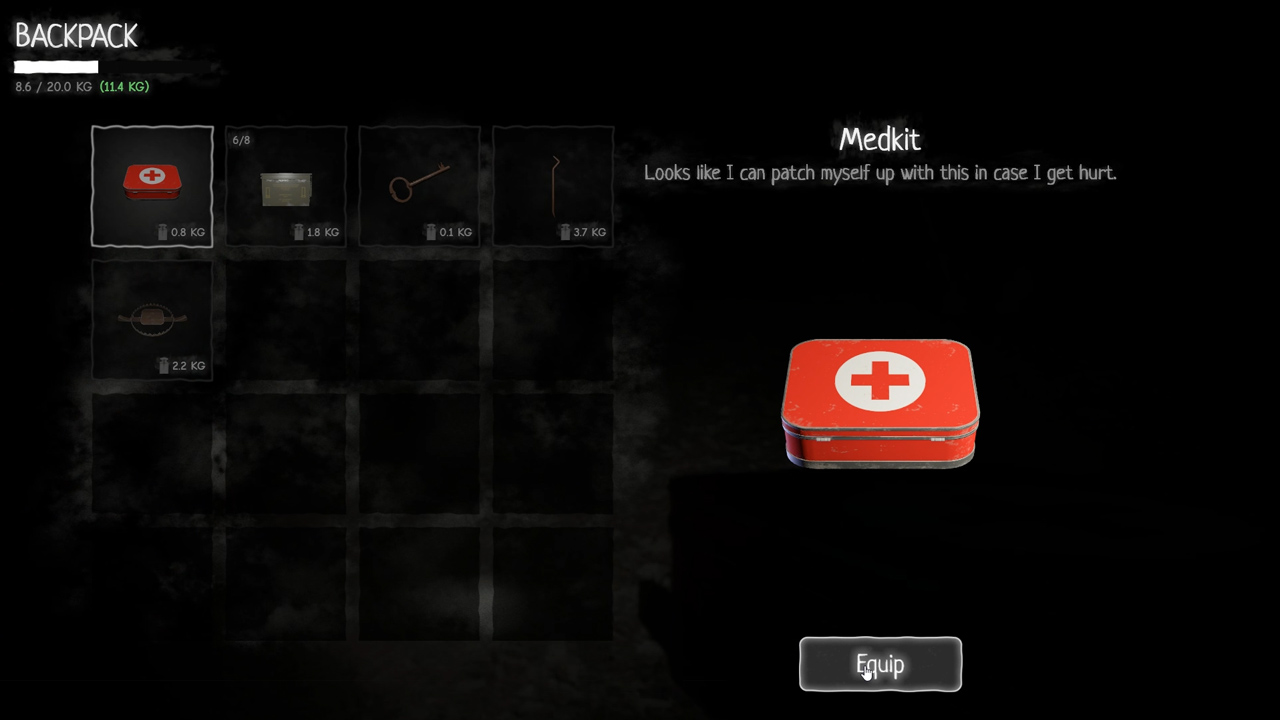 BACKPACK
8.6 / 20.0 KG (11.4 KG)
Medkit
Looks like I can patch myself up with this in case I get hurt.
6/8
0.8 KG
1.8 KG
0.1 KG
3.7 KG
2.2 KG
Equip